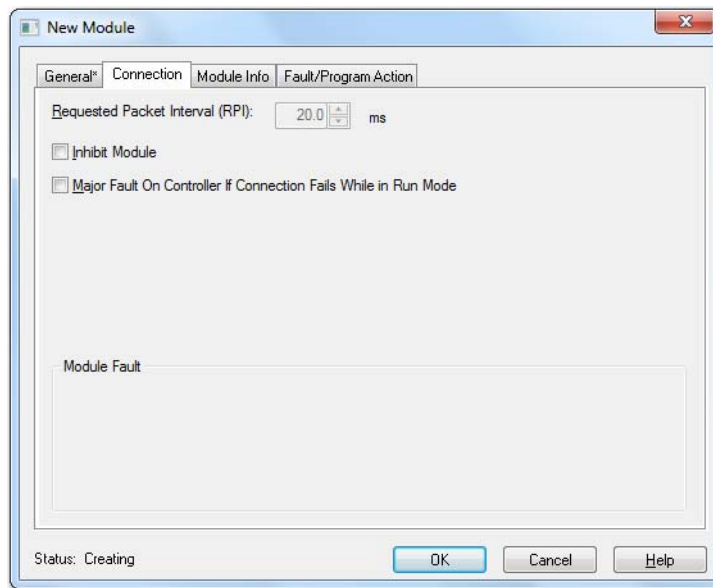 New Module
General* Connection Module Info Fault/Program Action
Requested Packet Interval (RPI): 20.0 ms
Inhibit Module
Major Fault On Controller If Connection Fails While in Run Mode
Module Fault
Status: Creating OK Cancel Help